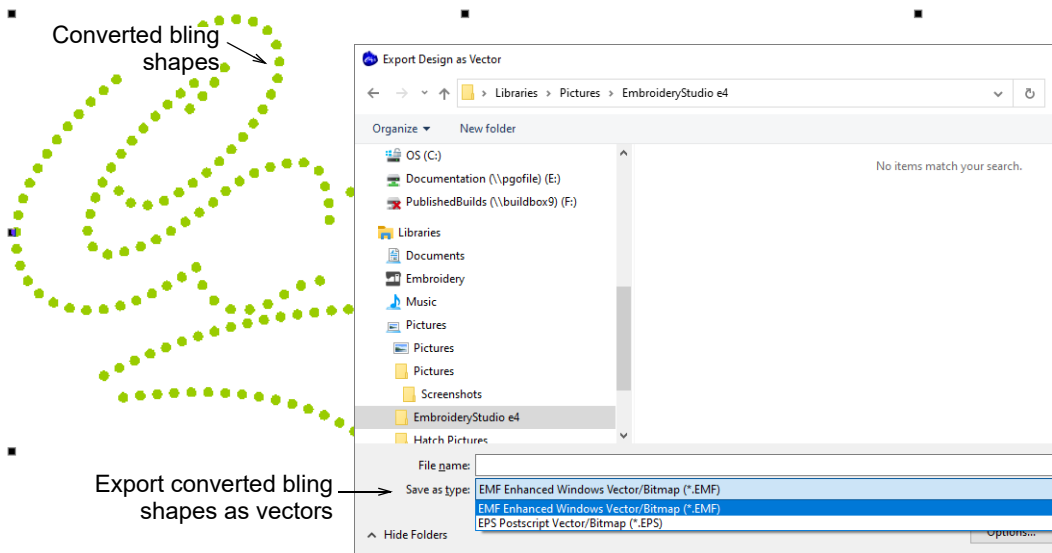 Converted bling
shapes
Export Design as Vector
Libraries > Pictures > EmbroideryStudio e4
Organize
New folder
OS (C:)
No items match your search.
Documentation (\\pgofile) (E:)
PublishedBuilds (\\buildbox9) (F:)
Libraries
Documents
Embroidery
Music
Pictures
Pictures
Pictures
Screenshots
EmbroideryStudio e4
Hatch Pictures
File name:
Export converted bling
shapes as vectors
Save as type: EMF Enhanced Windows Vector/Bitmap (*.EMF)
EMF Enhanced Windows Vector/Bitmap (*.EMF)
EPS Postscript Vector/Bitmap (*.EPS)
Hide Folders
Options...